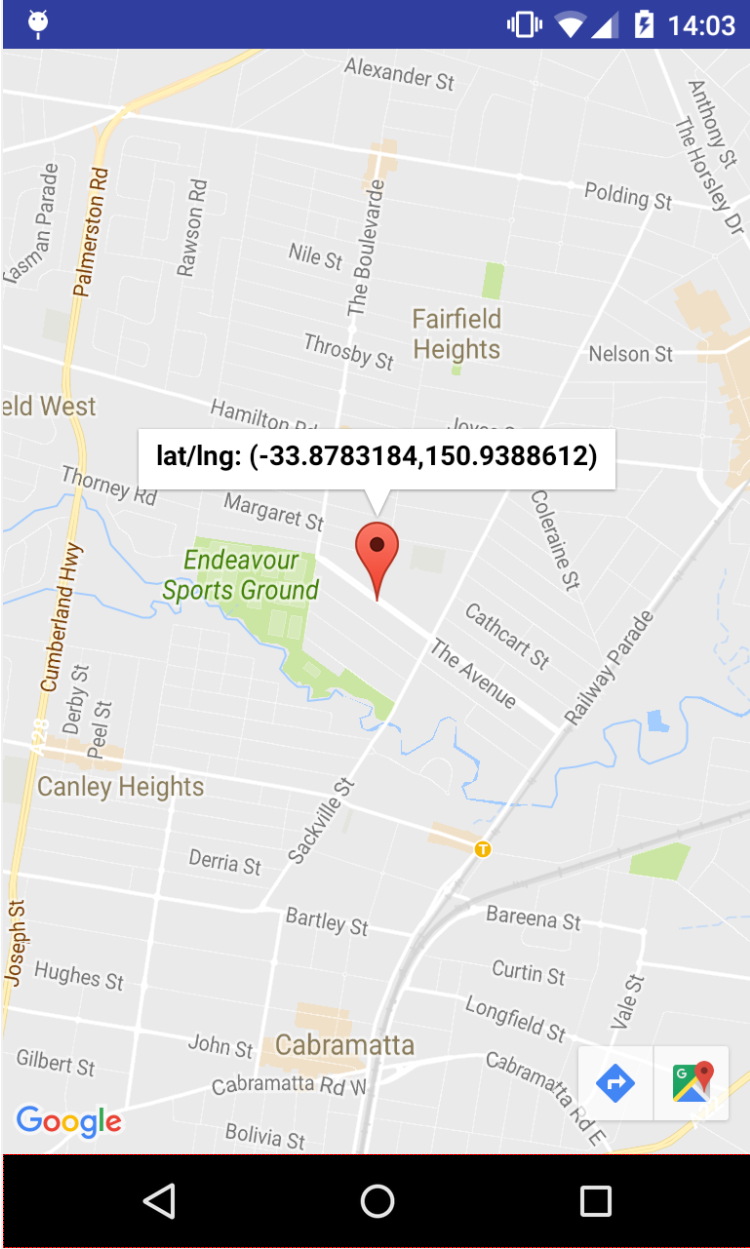 14:03
Alexander St
Anthony St
The Horsley Dr
Tasman Parade
Palmerston Rd
Rawson Rd
The Boulevarde
Polding St
Nile St
Fairfield
Heights
Throsby St
Nelson St
eld West
Hamilton Rd
lat/lng: (-33.8783184,150.9388612)
Thorney Rd
Margaret St
Coleraine St
Endeavour
Sports Ground
Cumberland Hwy
Cathcart St
The Avenue
Railway Parade
Derby St
Peel St
A28
Canley Heights
Sackville St
T
Derria St
Joseph St
Bartley St
Bareena St
Hughes St
Curtin St
Vale St
Longfield St
John St
Cabramatta
Gilbert St
Cabramatta Rd W
Cabramatta Rd E
G
Google
Bolivia St